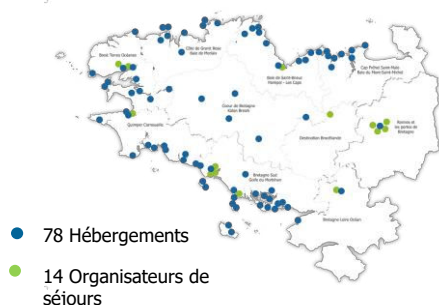 Brest Terres Océanes
Côte de Granit Rose
Baie de Morlaix
Baie de Saint-Brieuc
Paimpol - Les Caps
Cap Fréhel Saint-Malo
Baie du Mont Saint-Michel
Quimper Cornouaille
Coeur de Bretagne
Kalon Breizh
Destination Brocéliande
Rennes et
les portes de
Bretagne
Bretagne Sud
Golfe du Morbihan
Bretagne Loire Océan
78 Hébergements
14 Organisateurs de
séjours